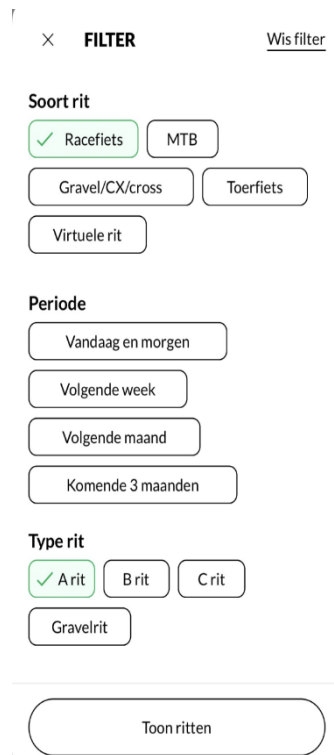 FILTER Wis filter
Soort rit
Racefiets MTB
Gravel/CX/cross Toerfiets
Virtuele rit
Periode
Vandaag en morgen
Volgende week
Volgende maand
Komende 3 maanden
Type rit
A rit B rit C rit
Gravelrit
Toon ritten